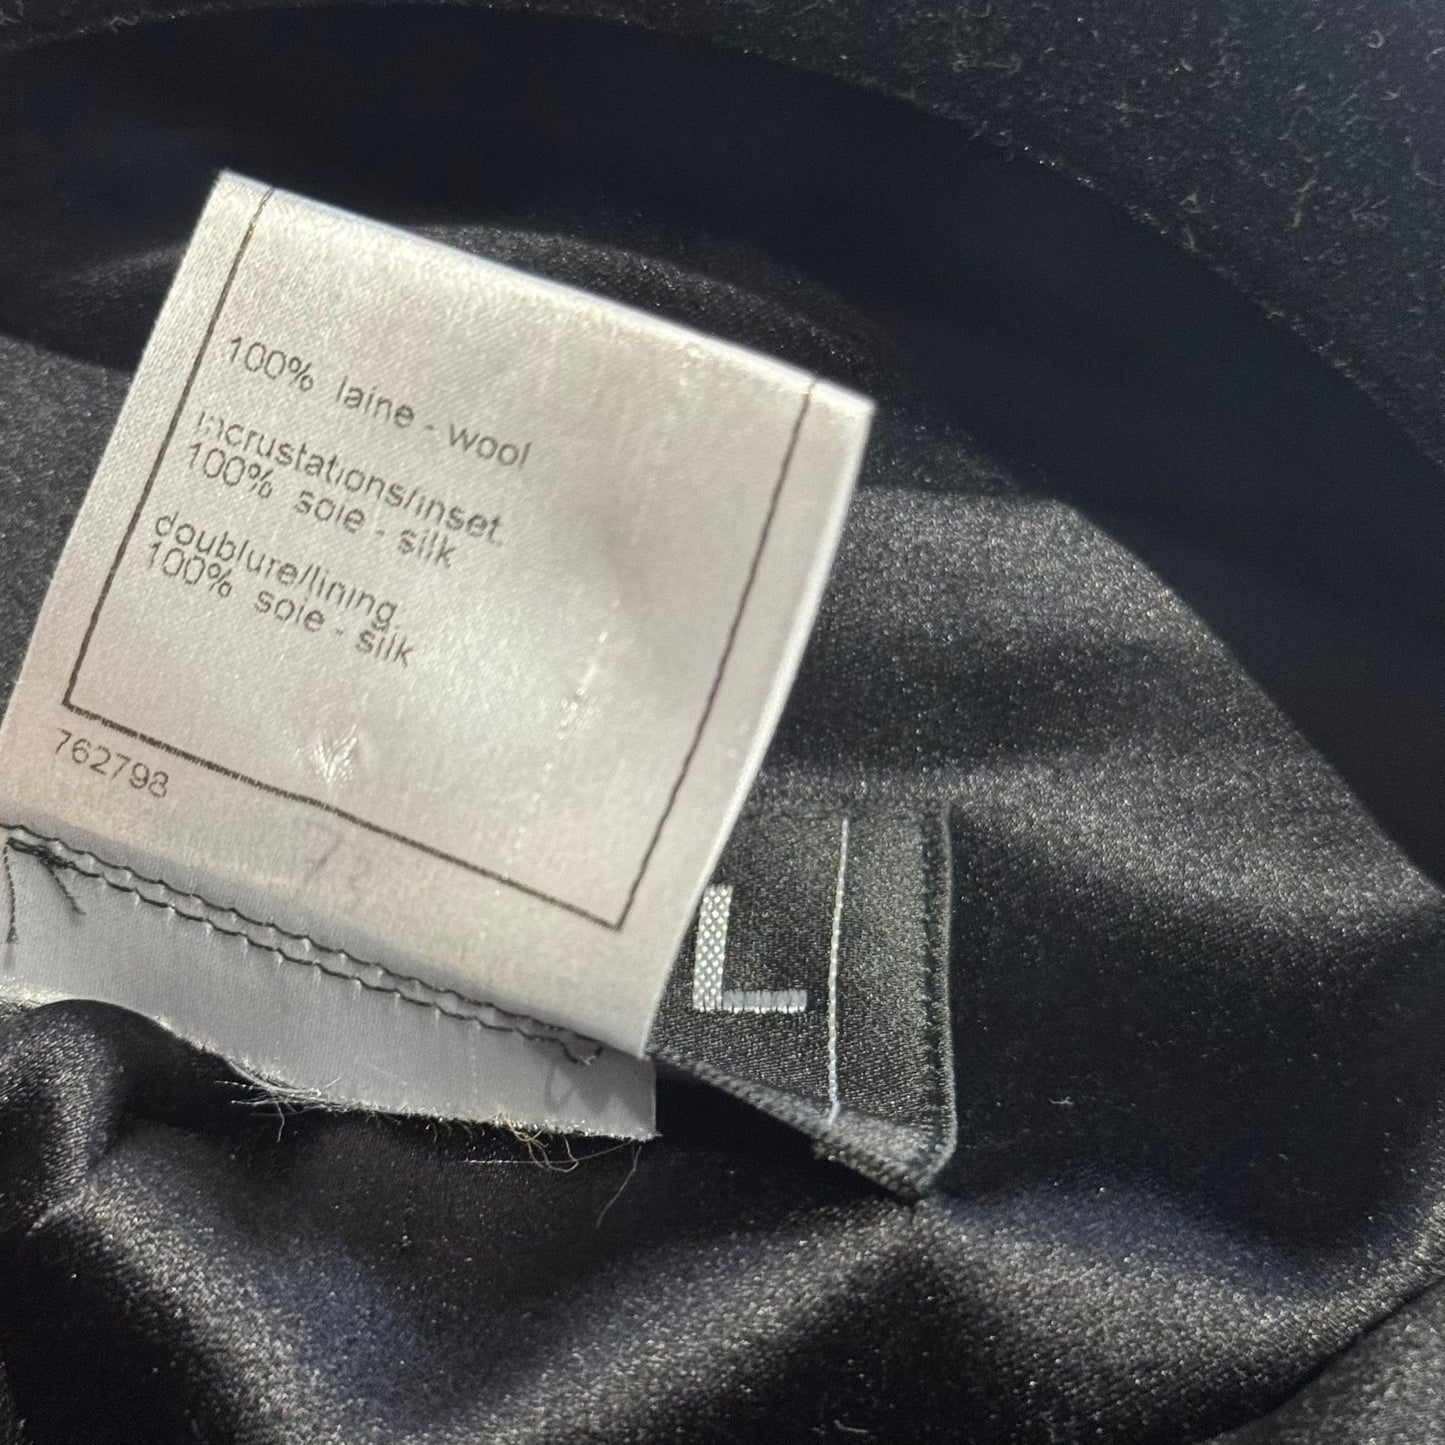 100% laine - wool
Incrustations/inset.
100% soie - silk
doublure/lining.
100% soie - silk
762798
L